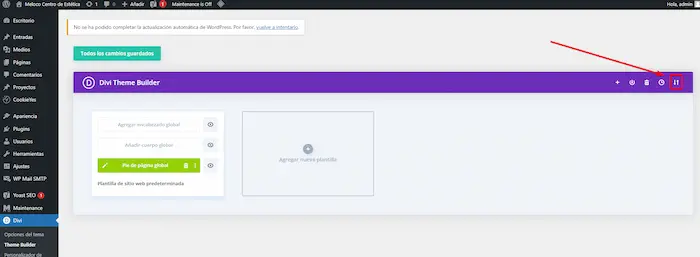 Meloco Centro de Estética
1
0
Añadir
Maintenance is Off
1
Hola, admin
Escritorio
Entradas
Medios
Páginas
Comentarios
Proyectos
CookieYes
Apariencia
Plugins
Usuarios
Herramientas
Ajustes
WP Mail SMTP
Yoast SEO 1
Maintenance
Divi
Opciones del tema
Theme Builder
Personalizador de
No se ha podido completar la actualización automática de WordPress. Por favor, vuelve a intentarlo.
Todos los cambios guardados
D Divi Theme Builder
Agregar encabezado global
Añadir cuerpo global
Pie de página global
Plantilla de sitio web predeterminada
Agregar nueva plantilla